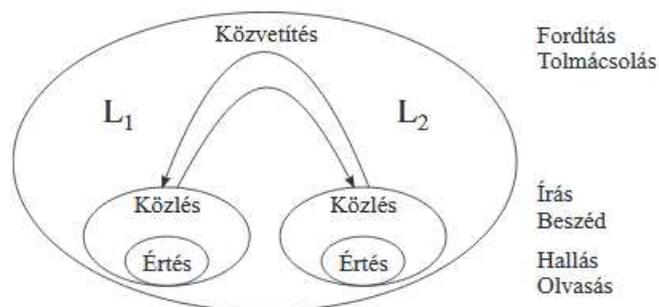 Közvetítés
Fordítás
Tolmácsolás
L1
L2
Közlés
Közlés
Írás
Beszéd
Értés
Értés
Hallás
Olvasás